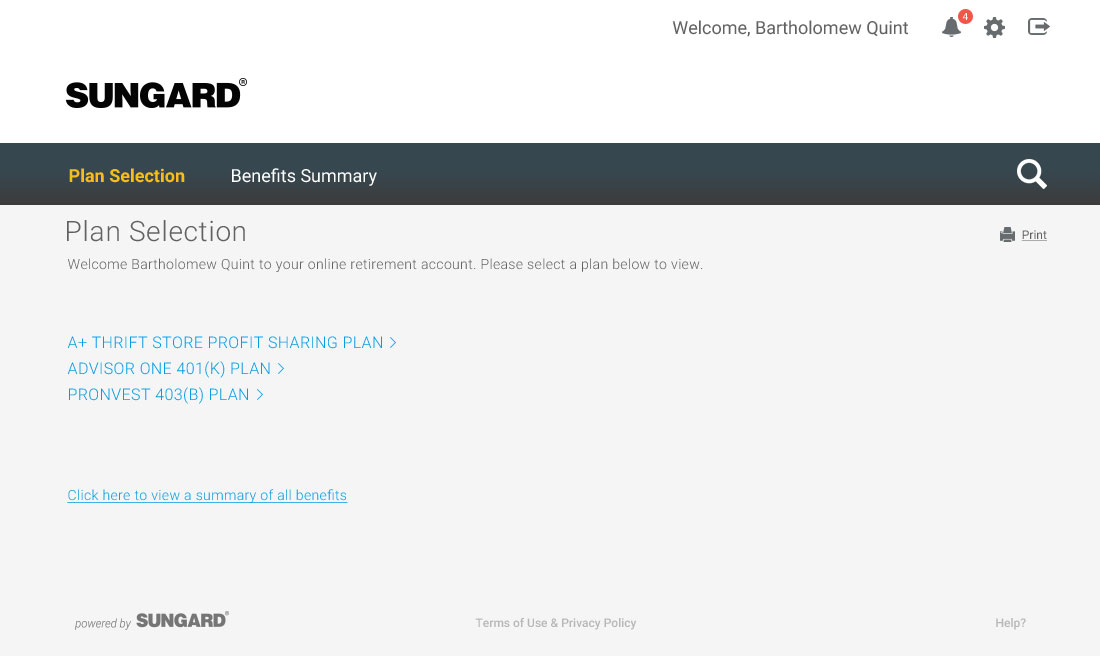 Welcome, Bartholomew Quint
4
SUNGARD®
Plan Selection
Benefits Summary
Plan Selection
Print
Welcome Bartholomew Quint to your online retirement account. Please select a plan below to view.
A+ THRIFT STORE PROFIT SHARING PLAN >
ADVISOR ONE 401(K) PLAN >
PRONVEST 403(B) PLAN >
Click here to view a summary of all benefits
powered by SUNGARD®
Terms of Use & Privacy Policy
Help?